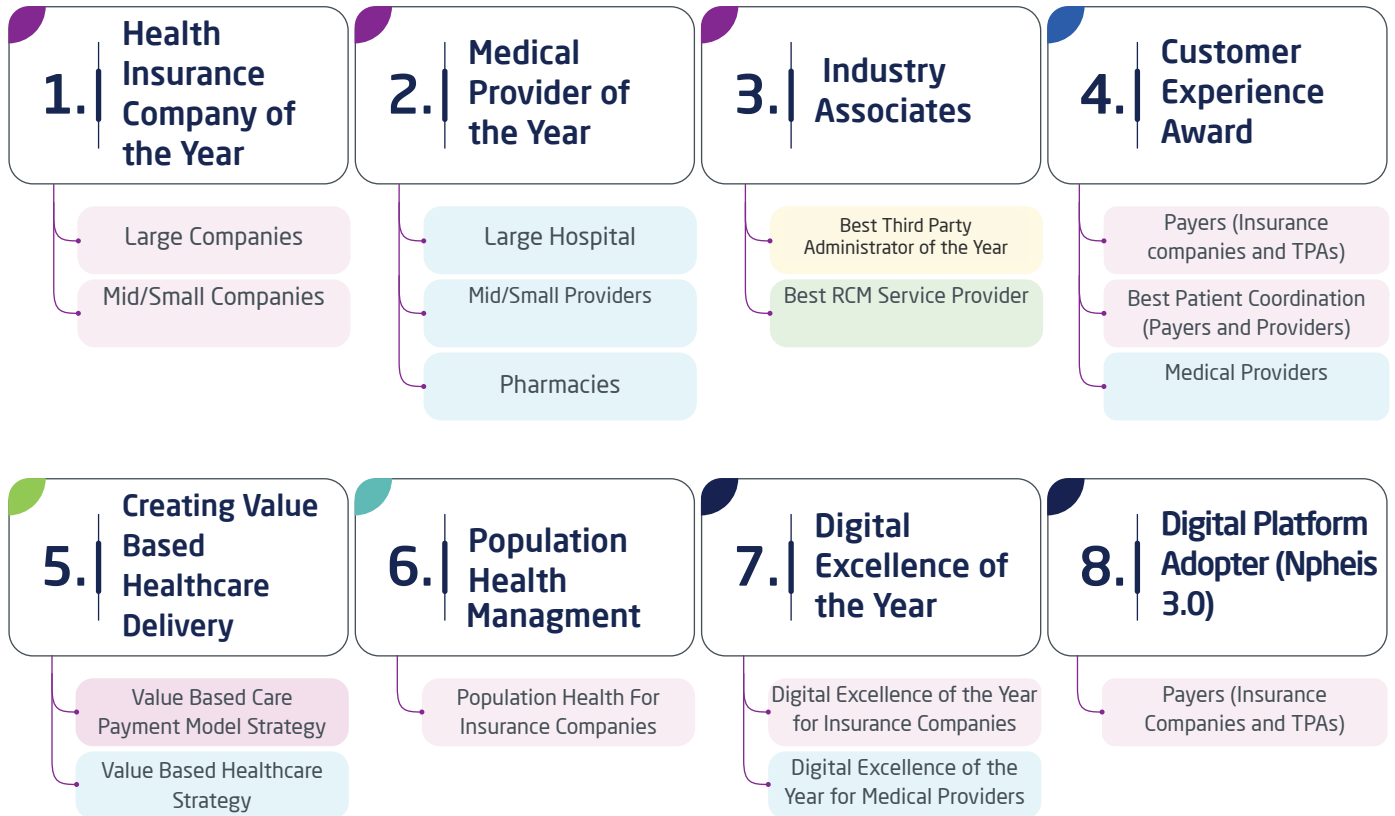 1.
Health
Insurance
Company of
the Year
Large Companies
Mid/Small Companies
2.
Medical
Provider of
the Year
Large Hospital
Mid/Small Providers
Pharmacies
3.
Industry
Associates
Best Third Party
Administrator of the Year
Best RCM Service Provider
4.
Customer
Experience
Award
Payers (Insurance
companies and TPAs)
Best Patient Coordination
(Payers and Providers)
Medical Providers
5.
Creating Value
Based
Healthcare
Delivery
Value Based Care
Payment Model Strategy
Value Based Healthcare
Strategy
6.
Population
Health
Managment
Population Health For
Insurance Companies
7.
Digital
Excellence of
the Year
Digital Excellence of the Year
for Insurance Companies
Digital Excellence of the
Year for Medical Providers
8.
Digital Platform
Adopter (Npheis
3.0)
Payers (Insurance
Companies and TPAs)